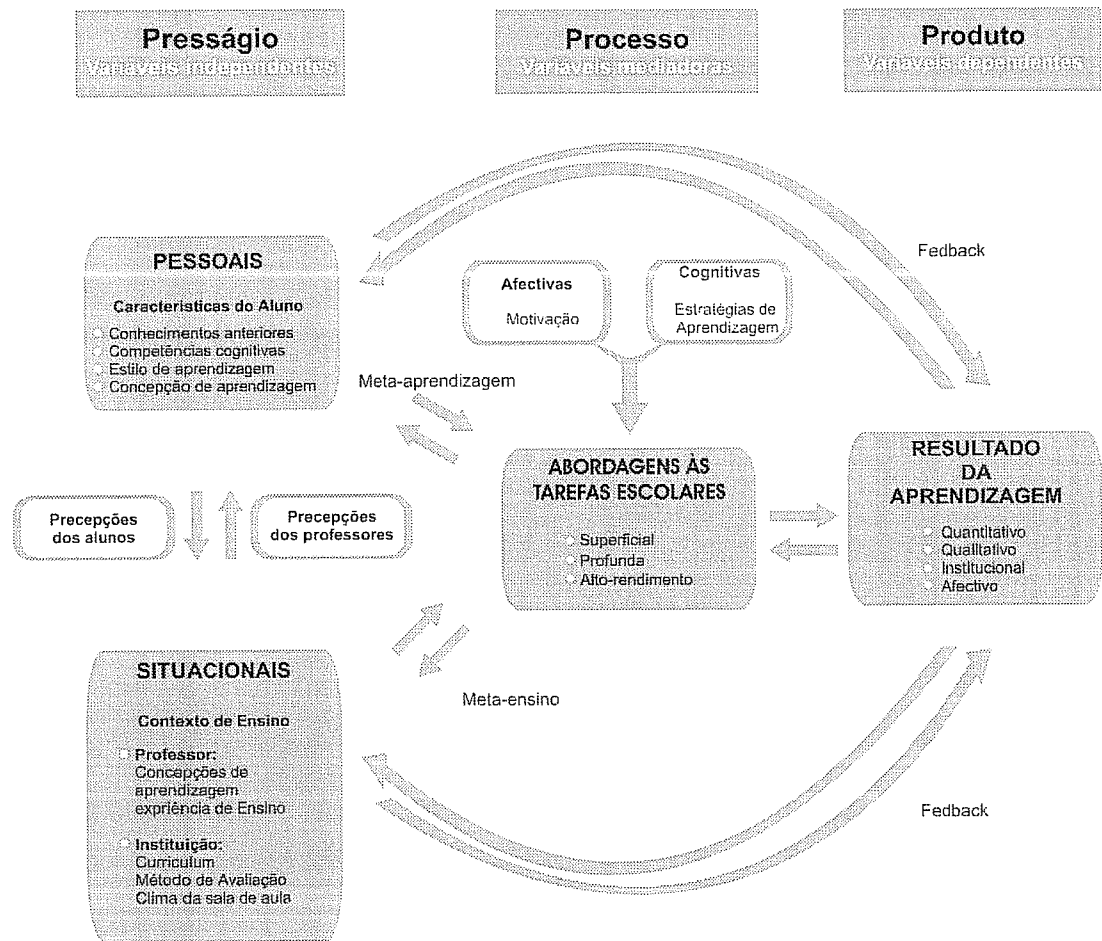 Presságio
Variáveis independentes
Processo
Variáveis mediadoras
Produto
Variáveis dependentes
PESSOAIS
Características do Aluno
Conhecimentos anteriores
Competências cognitivas
Estilo de aprendizagem
Concepção de aprendizagem
Afectivas
Motivação
Cognitivas
Estratégias de
Aprendizagem
Fedback
Meta-aprendizagem
ABORDAGENS ÀS
TAREFAS ESCOLARES
Superficial
Profunda
Alto-rendimento
RESULTADO
DA
APRENDIZAGEM
Quantitativo
Qualitativo
Institucional
Afectivo
Precepções
dos alunos
Precepções
dos professores
SITUACIONAIS
Contexto de Ensino
Professor:
Concepções de
aprendizagem
expriência de Ensino
Instituição:
Curriculum
Método de Avaliação
Clima da sala de aula
Meta-ensino
Fedback